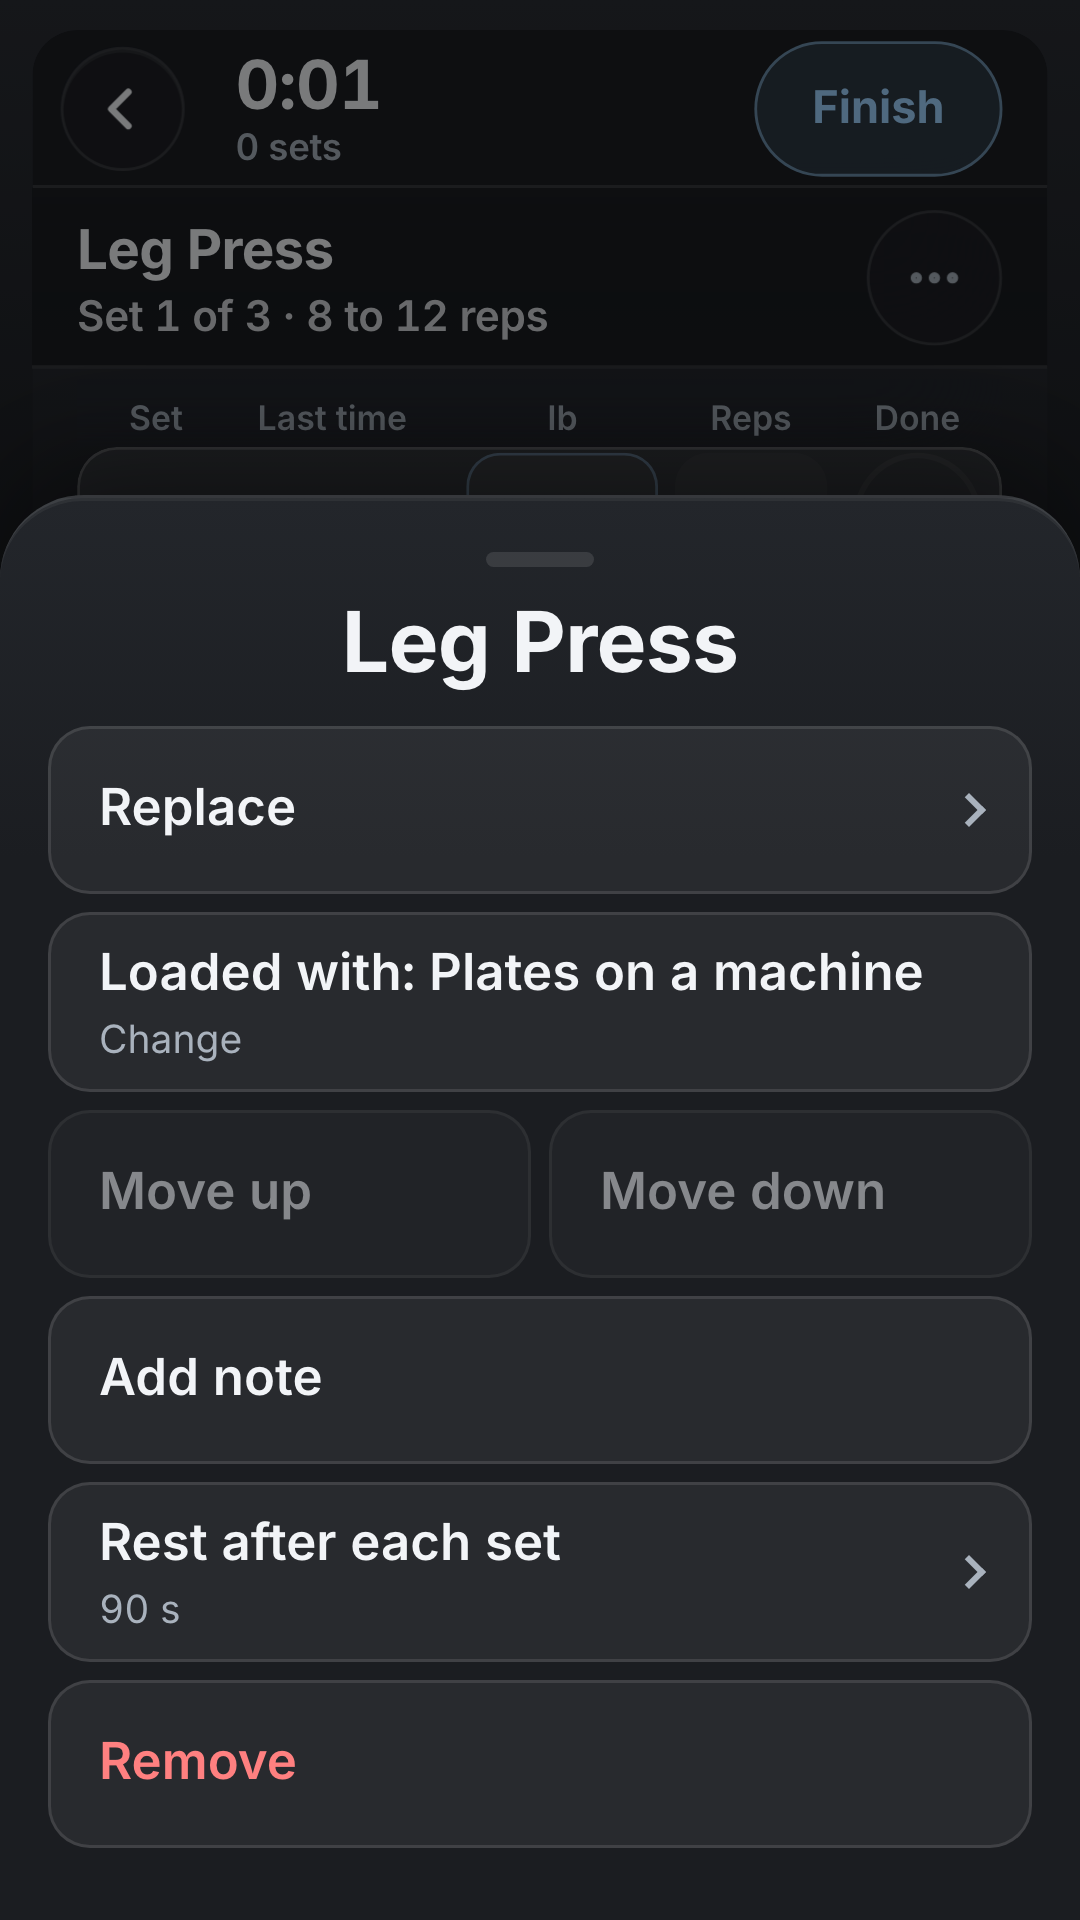 0:01
0 sets
Finish
Leg Press
Set 1 of 3 · 8 to 12 reps
Set Last time lb Reps Done
Leg Press
Replace
Loaded with: Plates on a machine
Change
Move up Move down
Add note
Rest after each set
90 s
Remove